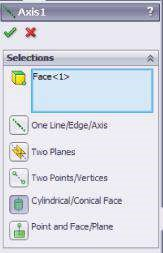 Axis1 ?
Selections
Face<1>
One Line/Edge/Axis
Two Planes
Two Points/Vertices
Cylindrical/Conical Face
Point and Face/Plane